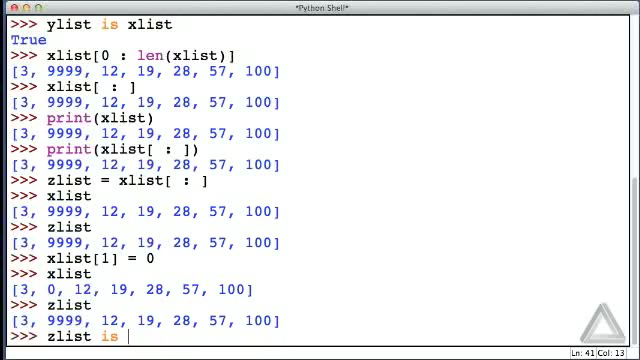 *Python Shell*
>>> ylist is xlist
True
>>> xlist[0 : len(xlist)]
[3, 9999, 12, 19, 28, 57, 100]
>>> xlist[ : ]
[3, 9999, 12, 19, 28, 57, 100]
>>> print(xlist)
[3, 9999, 12, 19, 28, 57, 100]
>>> print(xlist[ : ])
[3, 9999, 12, 19, 28, 57, 100]
>>> zlist = xlist[ : ]
>>> xlist
[3, 9999, 12, 19, 28, 57, 100]
>>> zlist
[3, 9999, 12, 19, 28, 57, 100]
>>> xlist[1] = 0
>>> xlist
[3, 0, 12, 19, 28, 57, 100]
>>> zlist
[3, 9999, 12, 19, 28, 57, 100]
>>> zlist is
Ln: 41 Col: 13